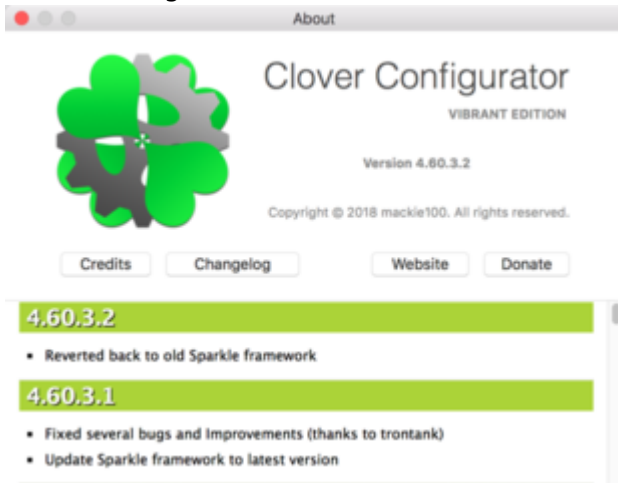 About
Clover Configurator
VIBRANT EDITION
Version 4.60.3.2
Copyright © 2018 mackie100. All rights reserved.
Credits Changelog Website Donate
4.60.3.2
• Reverted back to old Sparkle framework
4.60.3.1
• Fixed several bugs and Improvements (thanks to trontank)
• Update Sparkle framework to latest version